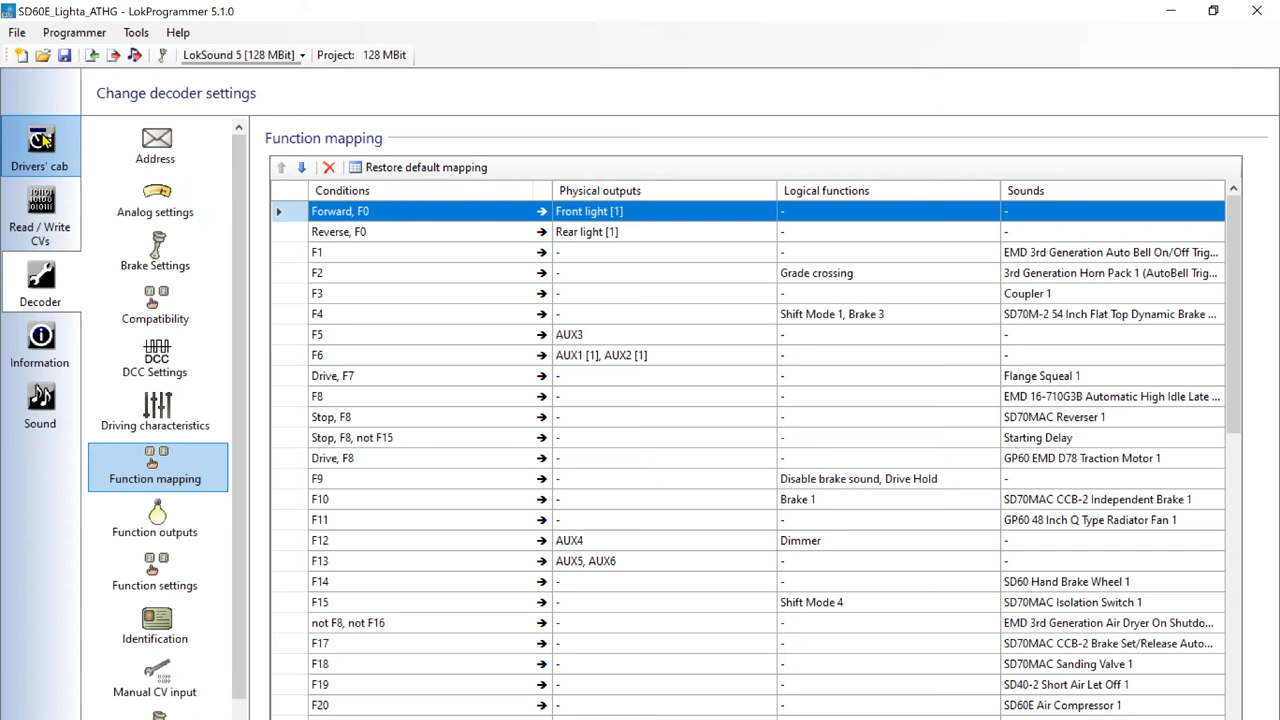 SD60E_Lighta_ATHG - LokProgrammer 5.1.0
File Programmer Tools Help
LokSound 5 [128 MBit] Project: 128 MBit
Change decoder settings
Drivers' cab
Read / Write
CVs
Decoder
Information
Sound
Address
Analog settings
Brake Settings
Compatibility
DCC
DCC Settings
Driving characteristics
Function mapping
Function outputs
Function settings
Identification
Manual CV input
Function mapping
Restore default mapping
Conditions Physical outputs Logical functions Sounds
Forward, F0 Front light [1] - -
Reverse, F0 Rear light [1] - -
F1 - - EMD 3rd Generation Auto Bell On/Off Trig...
F2 - Grade crossing 3rd Generation Horn Pack 1 (AutoBell Trig...
F3 - - Coupler 1
F4 - Shift Mode 1, Brake 3 SD70M-2 54 Inch Flat Top Dynamic Brake ...
F5 AUX3 - -
F6 AUX1 [1], AUX2 [1] - -
Drive, F7 - - Flange Squeal 1
F8 - - EMD 16-710G3B Automatic High Idle Late ...
Stop, F8 - - SD70MAC Reverser 1
Stop, F8, not F15 - - Starting Delay
Drive, F8 - - GP60 EMD D78 Traction Motor 1
F9 - Disable brake sound, Drive Hold -
F10 - Brake 1 SD70MAC CCB-2 Independent Brake 1
F11 - - GP60 48 Inch Q Type Radiator Fan 1
F12 AUX4 Dimmer -
F13 AUX5, AUX6 - -
F14 - - SD60 Hand Brake Wheel 1
F15 - Shift Mode 4 SD70MAC Isolation Switch 1
not F8, not F16 - - EMD 3rd Generation Air Dryer On Shutdo...
F17 - - SD70MAC CCB-2 Brake Set/Release Auto...
F18 - - SD70MAC Sanding Valve 1
F19 - - SD40-2 Short Air Let Off 1
F20 - - SD60E Air Compressor 1